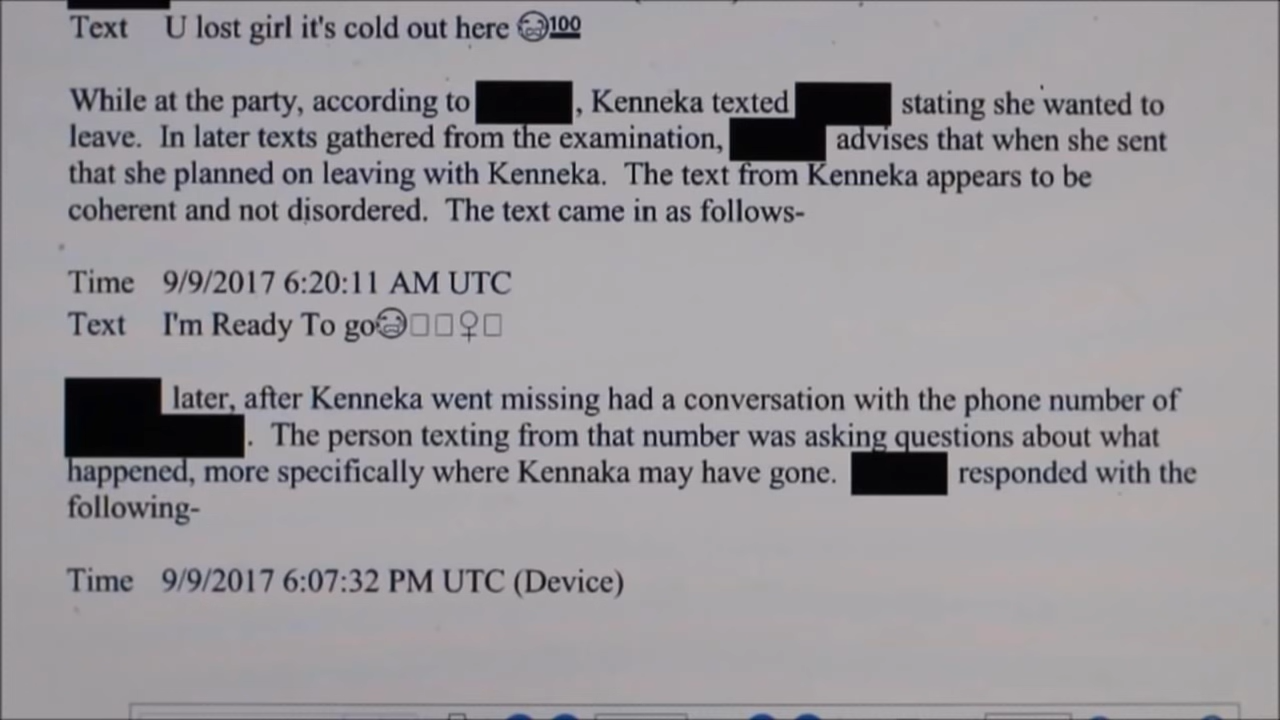 Text U lost girl it's cold out here 😢💯
While at the party, according to , Kenneka texted stating she wanted to
leave. In later texts gathered from the examination, advises that when she sent
that she planned on leaving with Kenneka. The text from Kenneka appears to be
coherent and not disordered. The text came in as follows-
Time 9/9/2017 6:20:11 AM UTC
Text I'm Ready To go😢□□♀□
later, after Kenneka went missing had a conversation with the phone number of
. The person texting from that number was asking questions about what
happened, more specifically where Kennaka may have gone. responded with the
following-
Time 9/9/2017 6:07:32 PM UTC (Device)